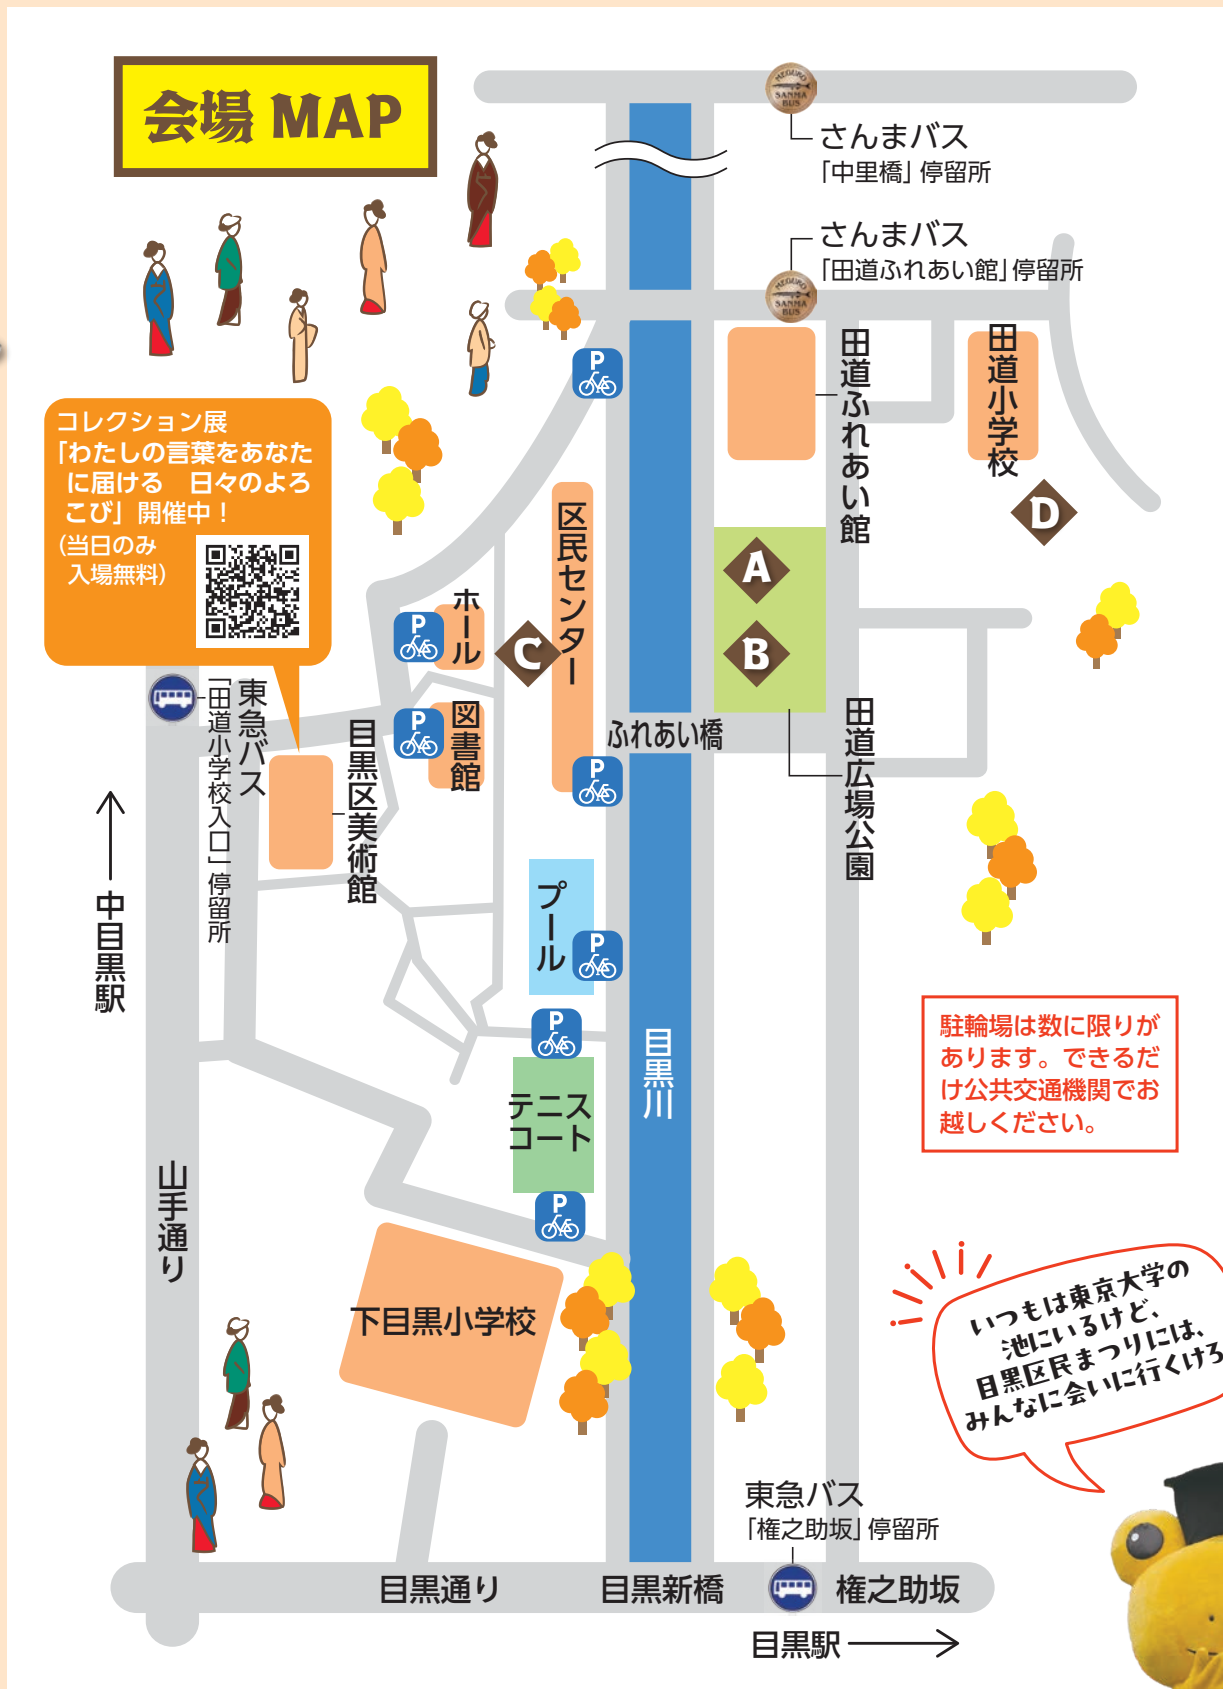 会場 MAP
MEGURO SANMA BUS
さんまバス
「中里橋」停留所
さんまバス
「田道ふれあい館」停留所
MEGURO SANMA BUS
田道ふれあい館
田道小学校
コレクション展
「わたしの言葉をあなた
に届ける 日々のよろ
こび」開催中！
(当日のみ
入場無料)
P
区民センター
A
B
C
D
P
ホール
P
図書館
P
ふれあい橋
田道広場公園
東急バス
「田道小学校入口」停留所
目黒区美術館
中目黒駅
プール
P
P
テニス
コート
P
目黒川
駐輪場は数に限りが
あります。できるだ
け公共交通機関でお
越しください。
山手通り
下目黒小学校
いつもは東京大学の
池にいるけど、
目黒区民まつりには、
みんなに会いに行くけろ
東急バス
「権之助坂」停留所
目黒通り
目黒新橋
権之助坂
目黒駅